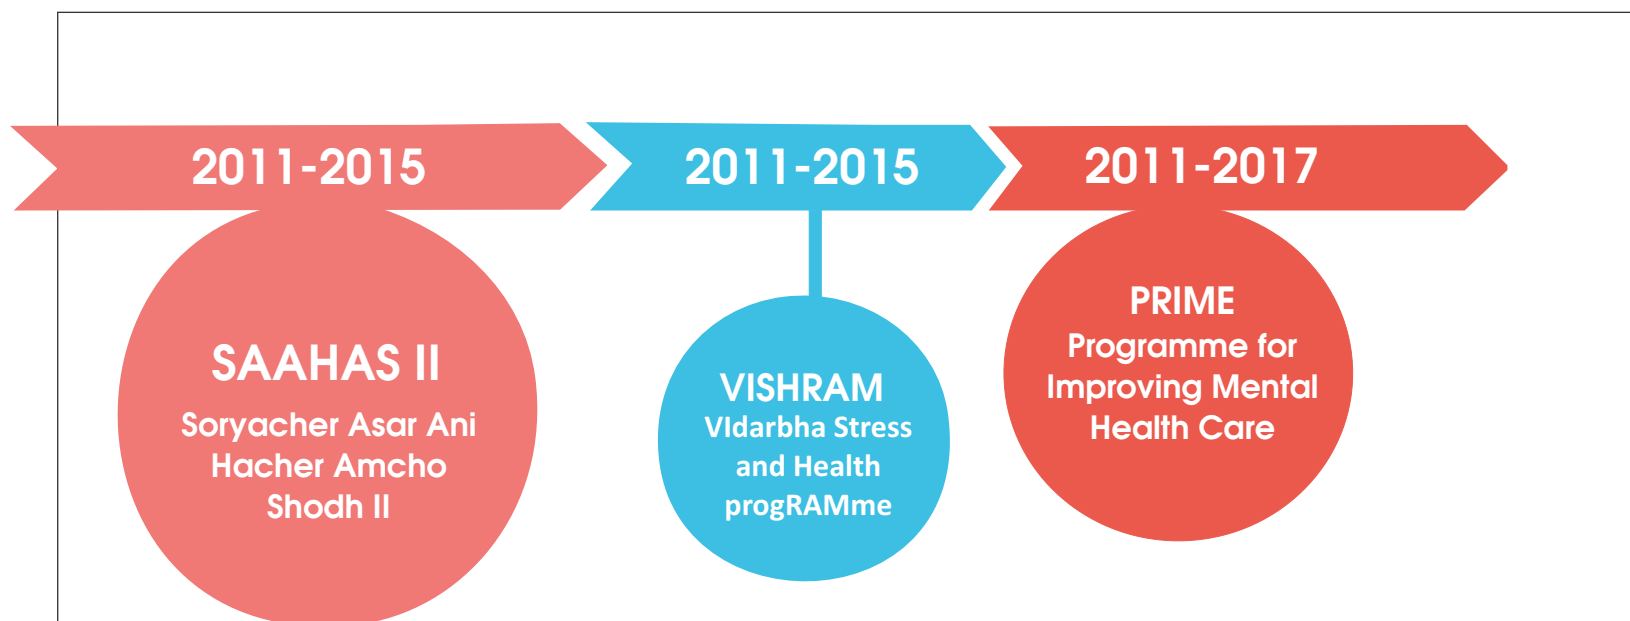 2011-2015
2011-2015
2011-2017
SAAHAS II
Soryacher Asar Ani
Hacher Amcho
Shodh II
VISHRAM
VIdarbha Stress
and Health
progRAMme
PRIME
Programme for
Improving Mental
Health Care